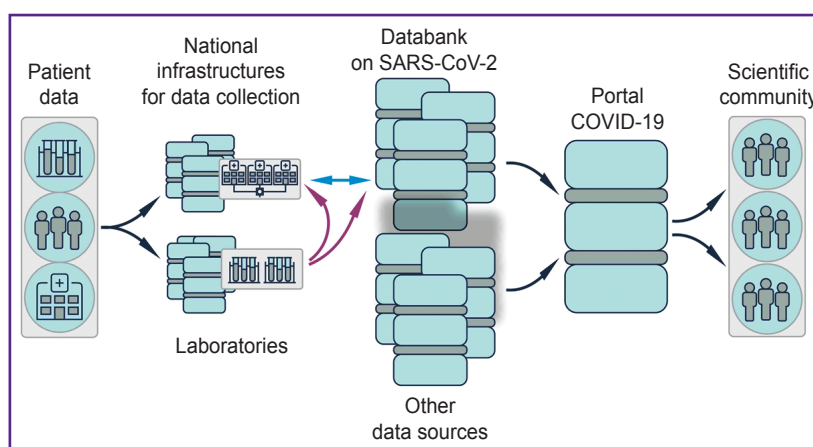 Patient
data
National
infrastructures
for data collection
Laboratories
Databank
on SARS-CoV-2
Other
data sources
Portal
COVID-19
Scientific
community